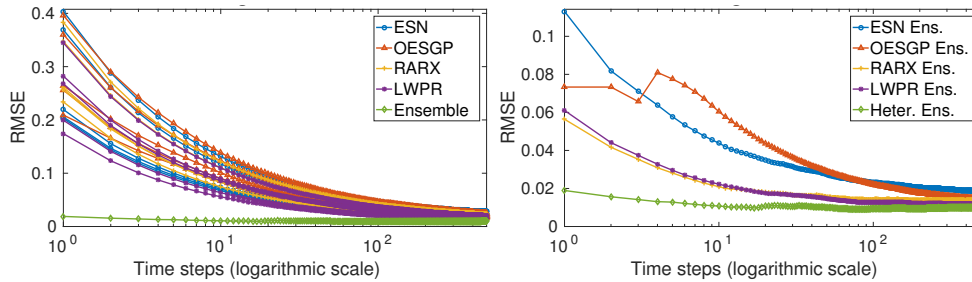 0.4
0.3
0.2
0.1
0
RMSE
10^0
10^1
10^2
Time steps (logarithmic scale)
ESN
OESGP
RARX
LWPR
Ensemble
0.1
0.08
0.06
0.04
0.02
0
RMSE
10^0
10^1
10^2
Time steps (logarithmic scale)
ESN Ens.
OESGP Ens.
RARX Ens.
LWPR Ens.
Heter. Ens.